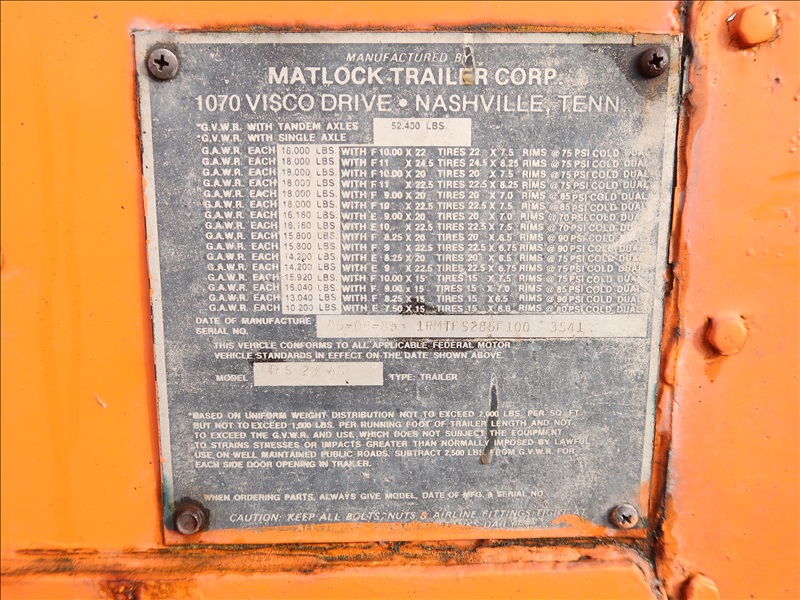 MANUFACTURED BY
MATLOCK TRAILER CORP
1070 VISCO DRIVE • NASHVILLE, TENN.
*G.V.W.R. WITH TANDEM AXLES 52,400 LBS
*G.V.W.R. WITH SINGLE AXLE
G.A.W.R. EACH 18,000 LBS WITH F 10.00 X 22 TIRES 22 X 7.5 RIMS @ 75 PSI COLD DUAL
G.A.W.R. EACH 18,000 LBS WITH F 11 X 24.5 TIRES 24.5 X 8.25 RIMS @ 75 PSI COLD DUAL
G.A.W.R. EACH 18,000 LBS WITH F 10.00 X 20 TIRES 20 X 7.5 RIMS @ 75 PSI COLD DUAL
G.A.W.R. EACH 18,000 LBS WITH F 11 X 22.5 TIRES 22.5 X 8.25 RIMS @ 75 PSI COLD DUAL
G.A.W.R. EACH 18,000 LBS WITH F 9.00 X 20 TIRES 20 X 7.0 RIMS @ 85 PSI COLD DUAL
G.A.W.R. EACH 18,000 LBS WITH F 10 X 22.5 TIRES 22.5 X 7.5 RIMS @ 85 PSI COLD DUAL
G.A.W.R. EACH 16,160 LBS WITH E 9.00 X 20 TIRES 20 X 7.0 RIMS @ 70 PSI COLD DUAL
G.A.W.R. EACH 16,160 LBS WITH E 10 X 22.5 TIRES 22.5 X 7.5 RIMS @ 70 PSI COLD DUAL
G.A.W.R. EACH 15,800 LBS WITH F 8.25 X 20 TIRES 20 X 6.5 RIMS @ 90 PSI COLD DUAL
G.A.W.R. EACH 15,800 LBS WITH F 9 X 22.5 TIRES 22.5 X 6.75 RIMS @ 90 PSI COLD DUAL
G.A.W.R. EACH 14,200 LBS WITH E 8.25 X 20 TIRES 20 X 6.5 RIMS @ 75 PSI COLD DUAL
G.A.W.R. EACH 14,200 LBS WITH E 9 X 22.5 TIRES 22.5 X 6.75 RIMS @ 75 PSI COLD DUAL
G.A.W.R. EACH 15,920 LBS WITH F 10.00 X 15 TIRES 15 X 7.5 RIMS @ 75 PSI COLD DUAL
G.A.W.R. EACH 15,040 LBS WITH F 9.00 X 15 TIRES 15 X 7.0 RIMS @ 85 PSI COLD DUAL
G.A.W.R. EACH 13,040 LBS WITH F 8.25 X 15 TIRES 15 X 6.5 RIMS @ 90 PSI COLD DUAL
G.A.W.R. EACH 10,200 LBS WITH E 7.50 X 15 TIRES 15 X 6.0 RIMS @ 80 PSI COLD DUAL
DATE OF MANUFACTURE
SERIAL NO. 3541
THIS VEHICLE CONFORMS TO ALL APPLICABLE FEDERAL MOTOR
VEHICLE STANDARDS IN EFFECT ON THE DATE SHOWN ABOVE.
MODEL TYPE: TRAILER
*BASED ON UNIFORM WEIGHT DISTRIBUTION NOT TO EXCEED 2,000 LBS. PER SQ. FT.
BUT NOT TO EXCEED 1,000 LBS. PER RUNNING FOOT OF TRAILER LENGTH AND NOT
TO EXCEED THE G.V.W.R. AND USE WHICH DOES NOT SUBJECT THE EQUIPMENT
TO STRAINS STRESSES OR IMPACTS GREATER THAN NORMALLY IMPOSED BY LAWFUL
USE ON WELL MAINTAINED PUBLIC ROADS. SUBTRACT 2,500 LBS. FROM G.V.W.R. FOR
EACH SIDE DOOR OPENING IN TRAILER.
WHEN ORDERING PARTS, ALWAYS GIVE MODEL, DATE OF MFG. & SERIAL NO.
CAUTION: KEEP ALL BOLTS, NUTS & AIRLINE FITTINGS TIGHT AT